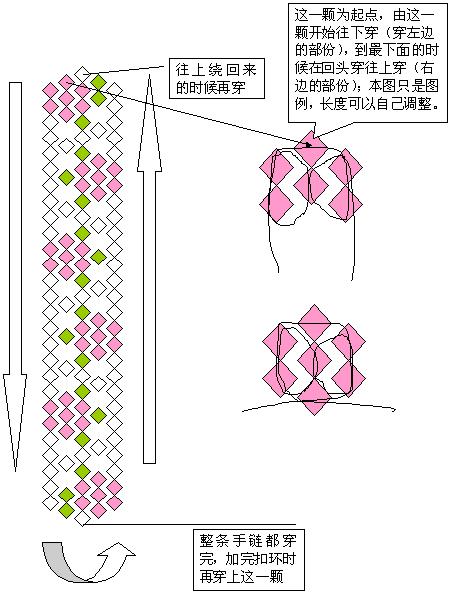 这一颗为起点，由这一
颗开始往下穿（穿左边
的部份），到最下面的时
候在回头穿往上穿（右
边的部份）；本图只是图
例，长度可以自己调整。
往上绕回来
的时候再穿
整条手链都穿
完，加完扣环时
再穿上这一颗